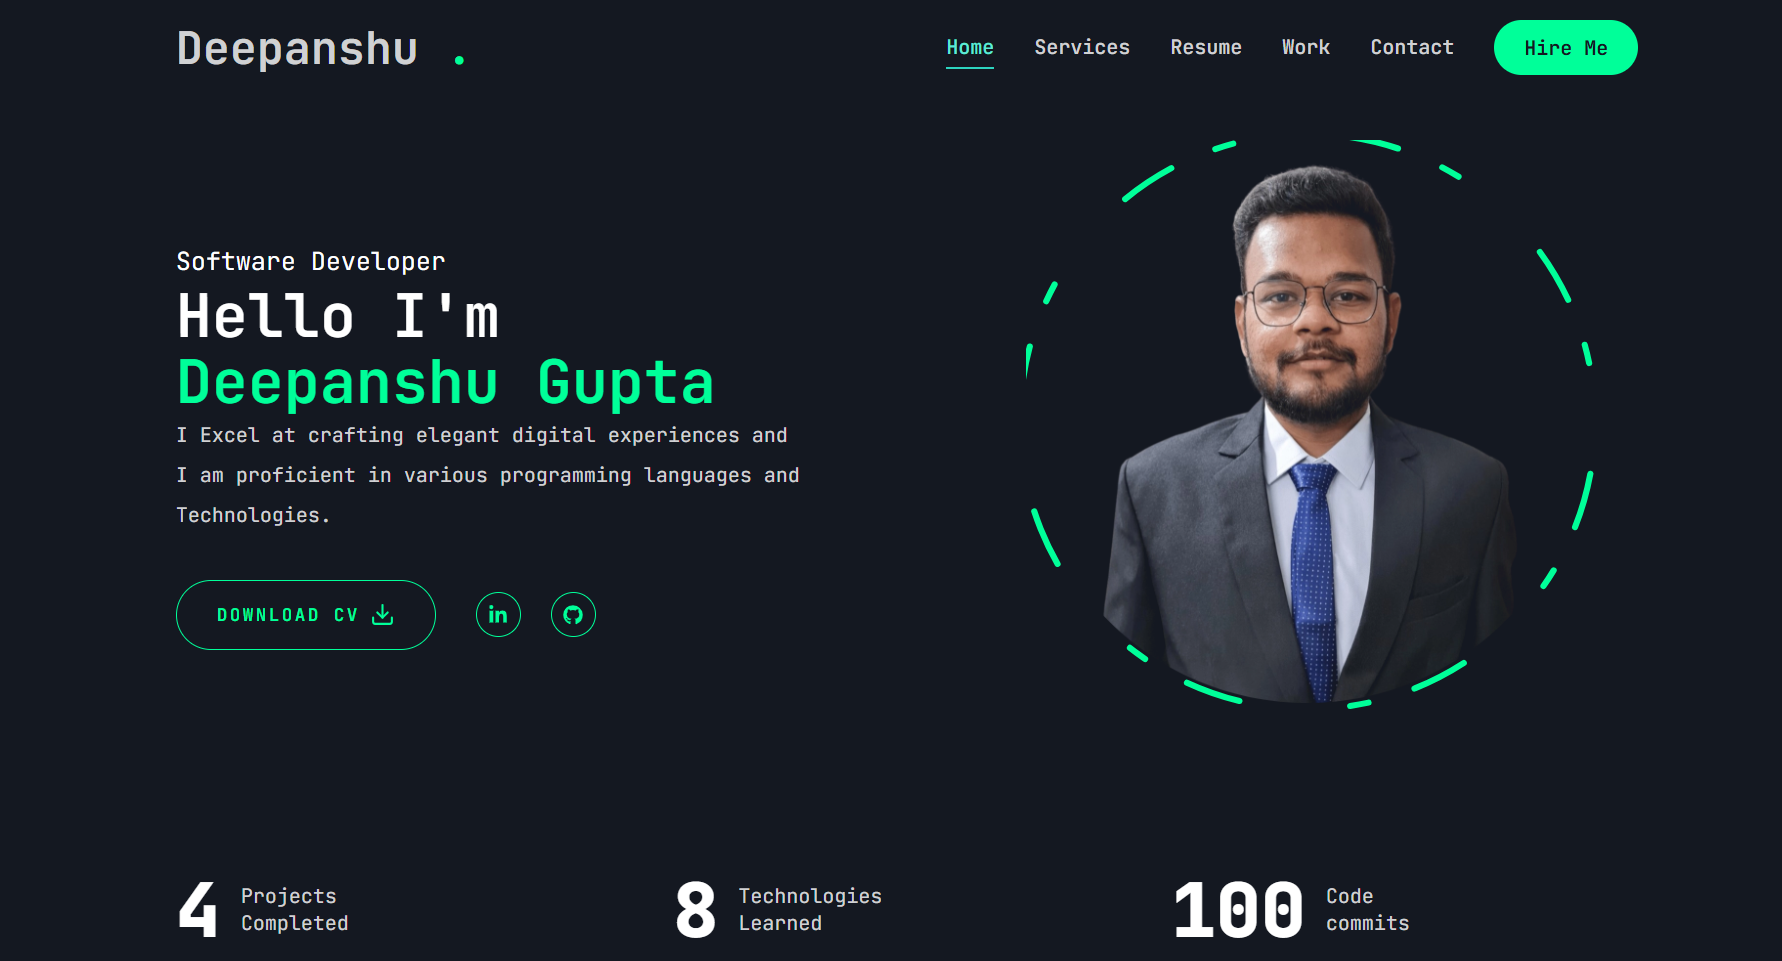 Deepanshu .
Home Services Resume Work Contact Hire Me
Software Developer
Hello I'm
Deepanshu Gupta
I Excel at crafting elegant digital experiences and
I am proficient in various programming languages and
Technologies.
DOWNLOAD CV
in
4 Projects
Completed
8 Technologies
Learned
100 Code
commits